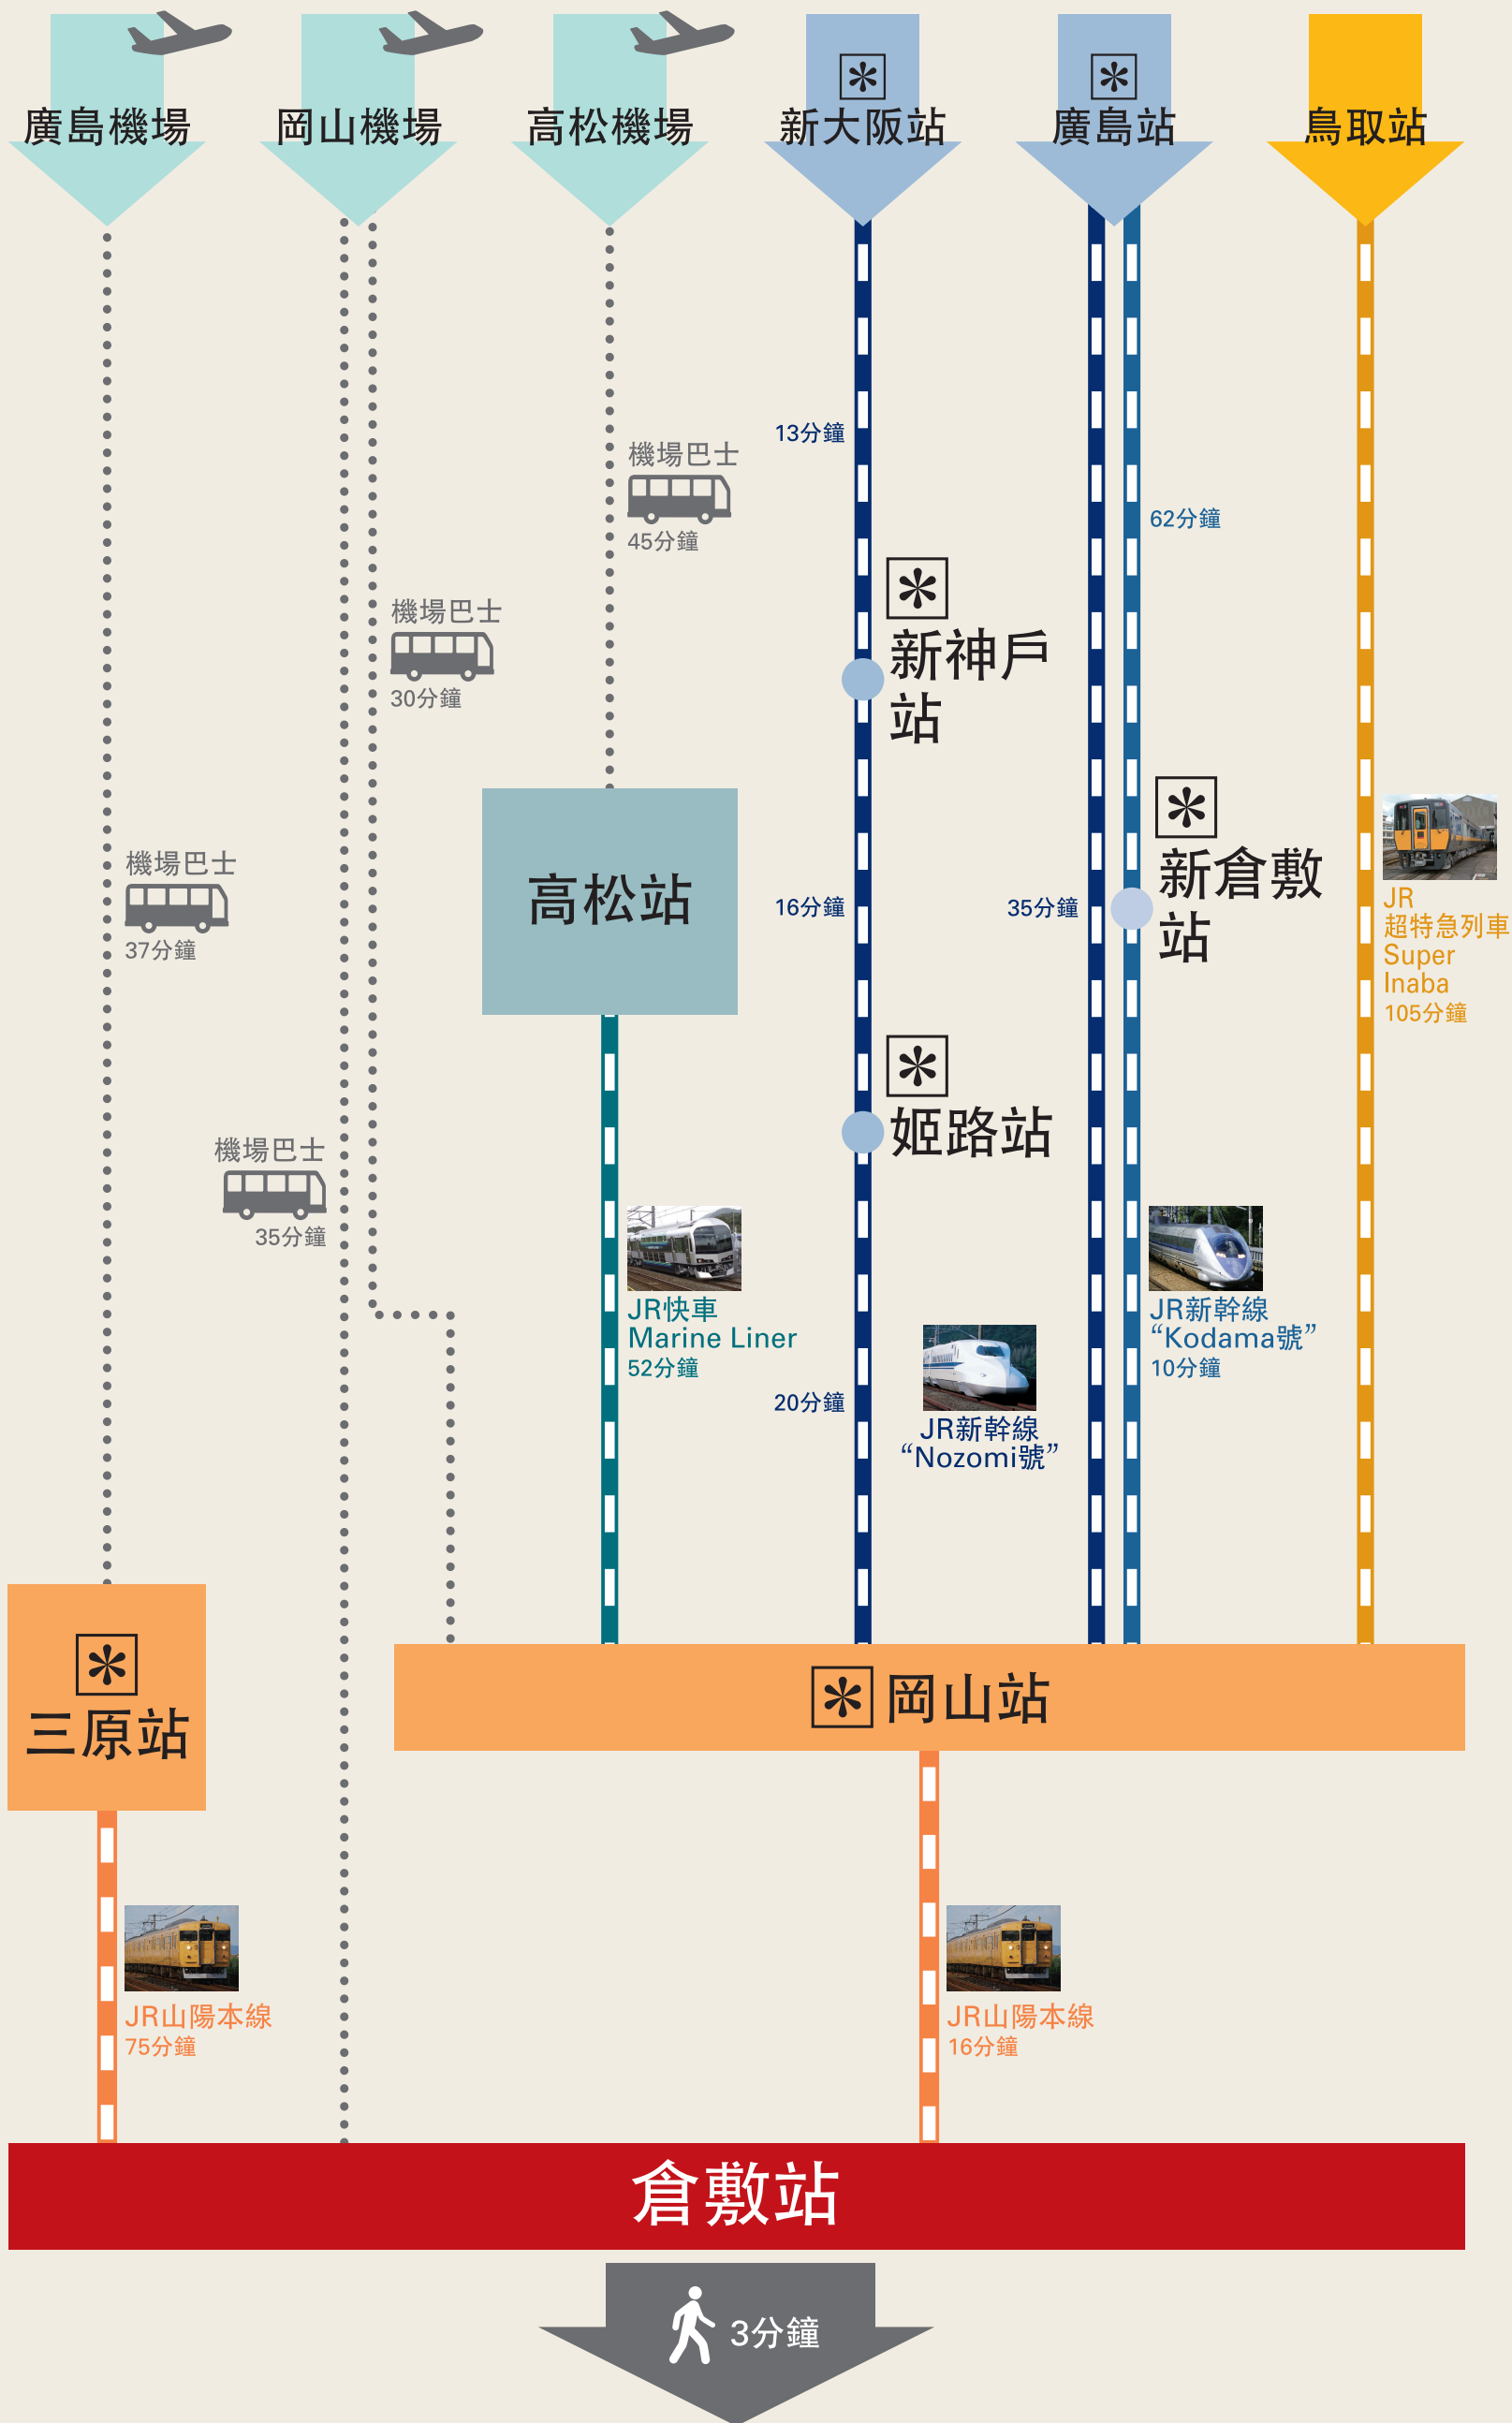 廣島機場
岡山機場
高松機場
新大阪站
廣島站
鳥取站
13分鐘
機場巴士
45分鐘
62分鐘
機場巴士
30分鐘
新神戶
站
機場巴士
37分鐘
高松站
16分鐘
35分鐘
新倉敷
站
JR
超特急列車
Super
Inaba
105分鐘
姬路站
機場巴士
35分鐘
JR快車
Marine Liner
52分鐘
20分鐘
JR新幹線
“Nozomi號”
JR新幹線
“Kodama號”
10分鐘
三原站
岡山站
JR山陽本線
75分鐘
JR山陽本線
16分鐘
倉敷站
3分鐘